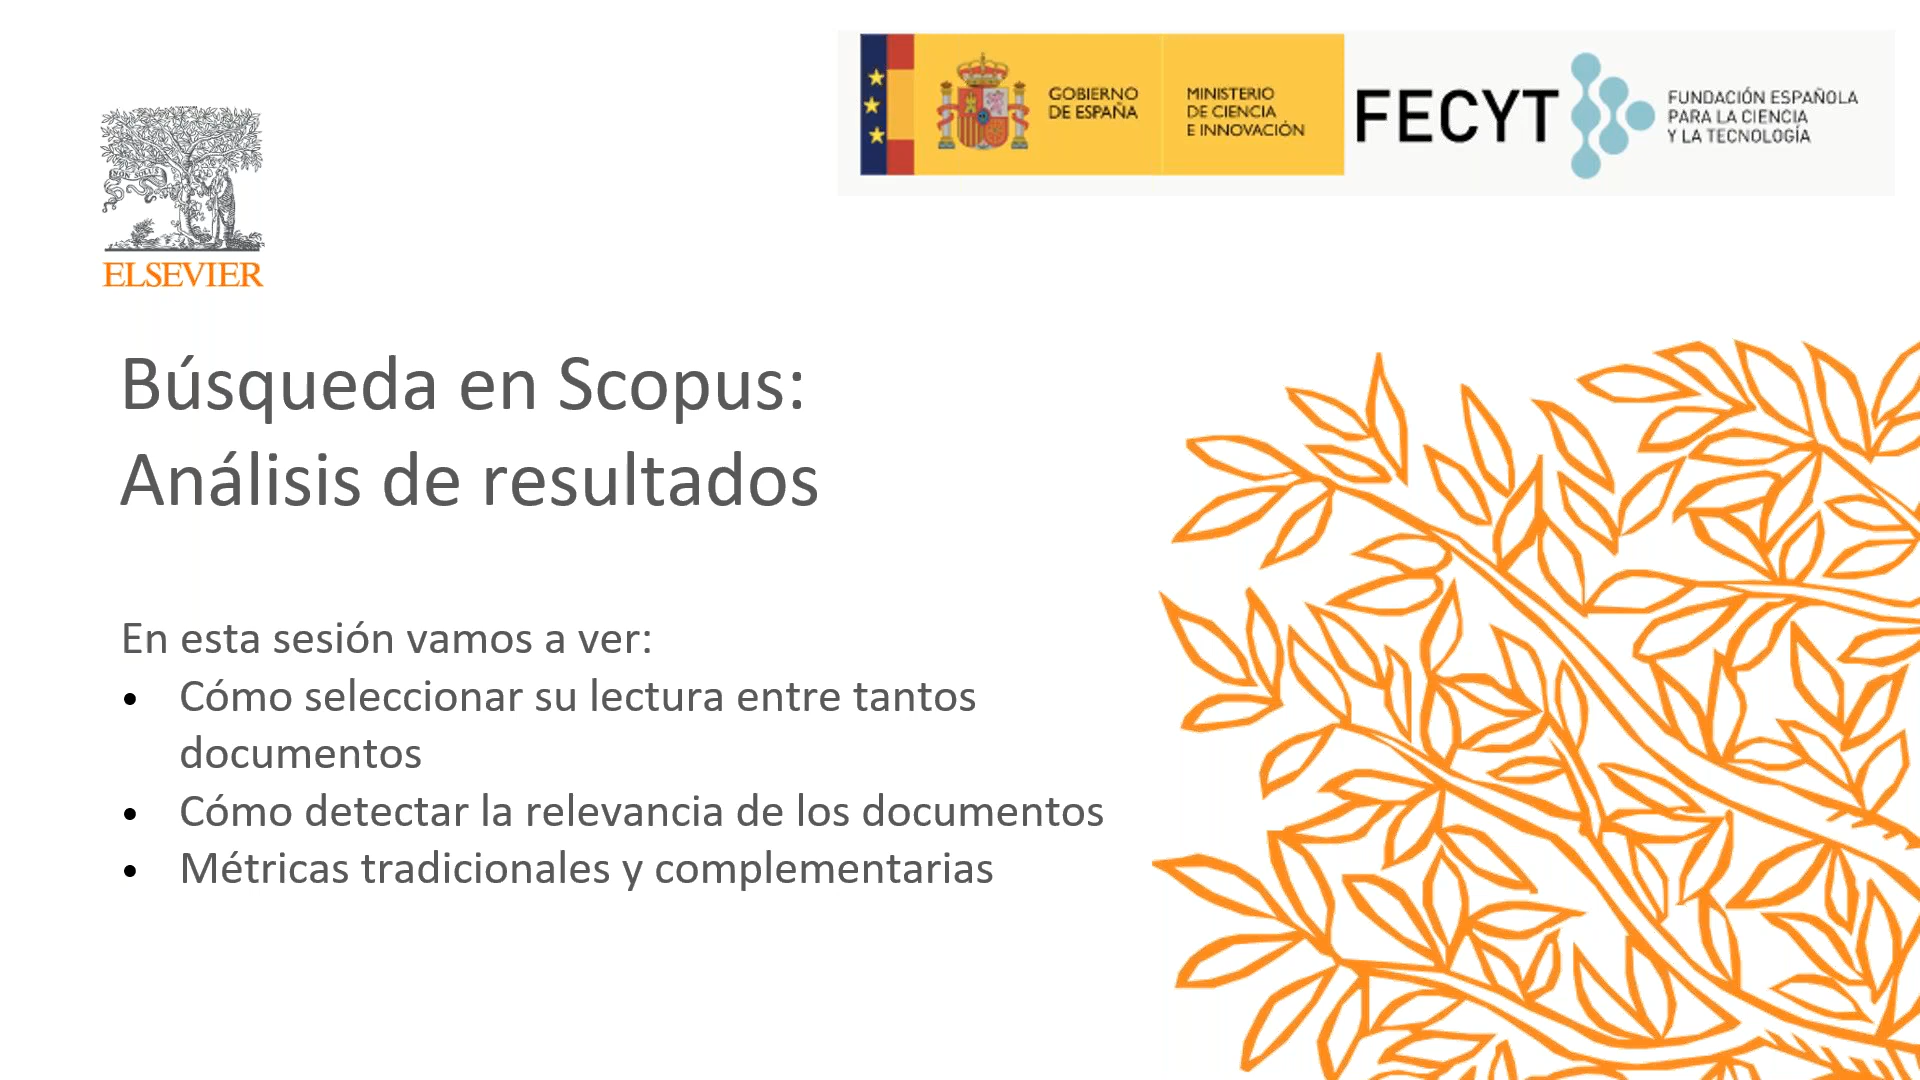 GOBIERNO
DE ESPAÑA
MINISTERIO
DE CIENCIA
E INNOVACIÓN
FECYT
FUNDACIÓN ESPAÑOLA
PARA LA CIENCIA
Y LA TECNOLOGÍA
NON SOLUS
ELSEVIER
Búsqueda en Scopus:
Análisis de resultados
En esta sesión vamos a ver:
• Cómo seleccionar su lectura entre tantos
documentos
• Cómo detectar la relevancia de los documentos
• Métricas tradicionales y complementarias